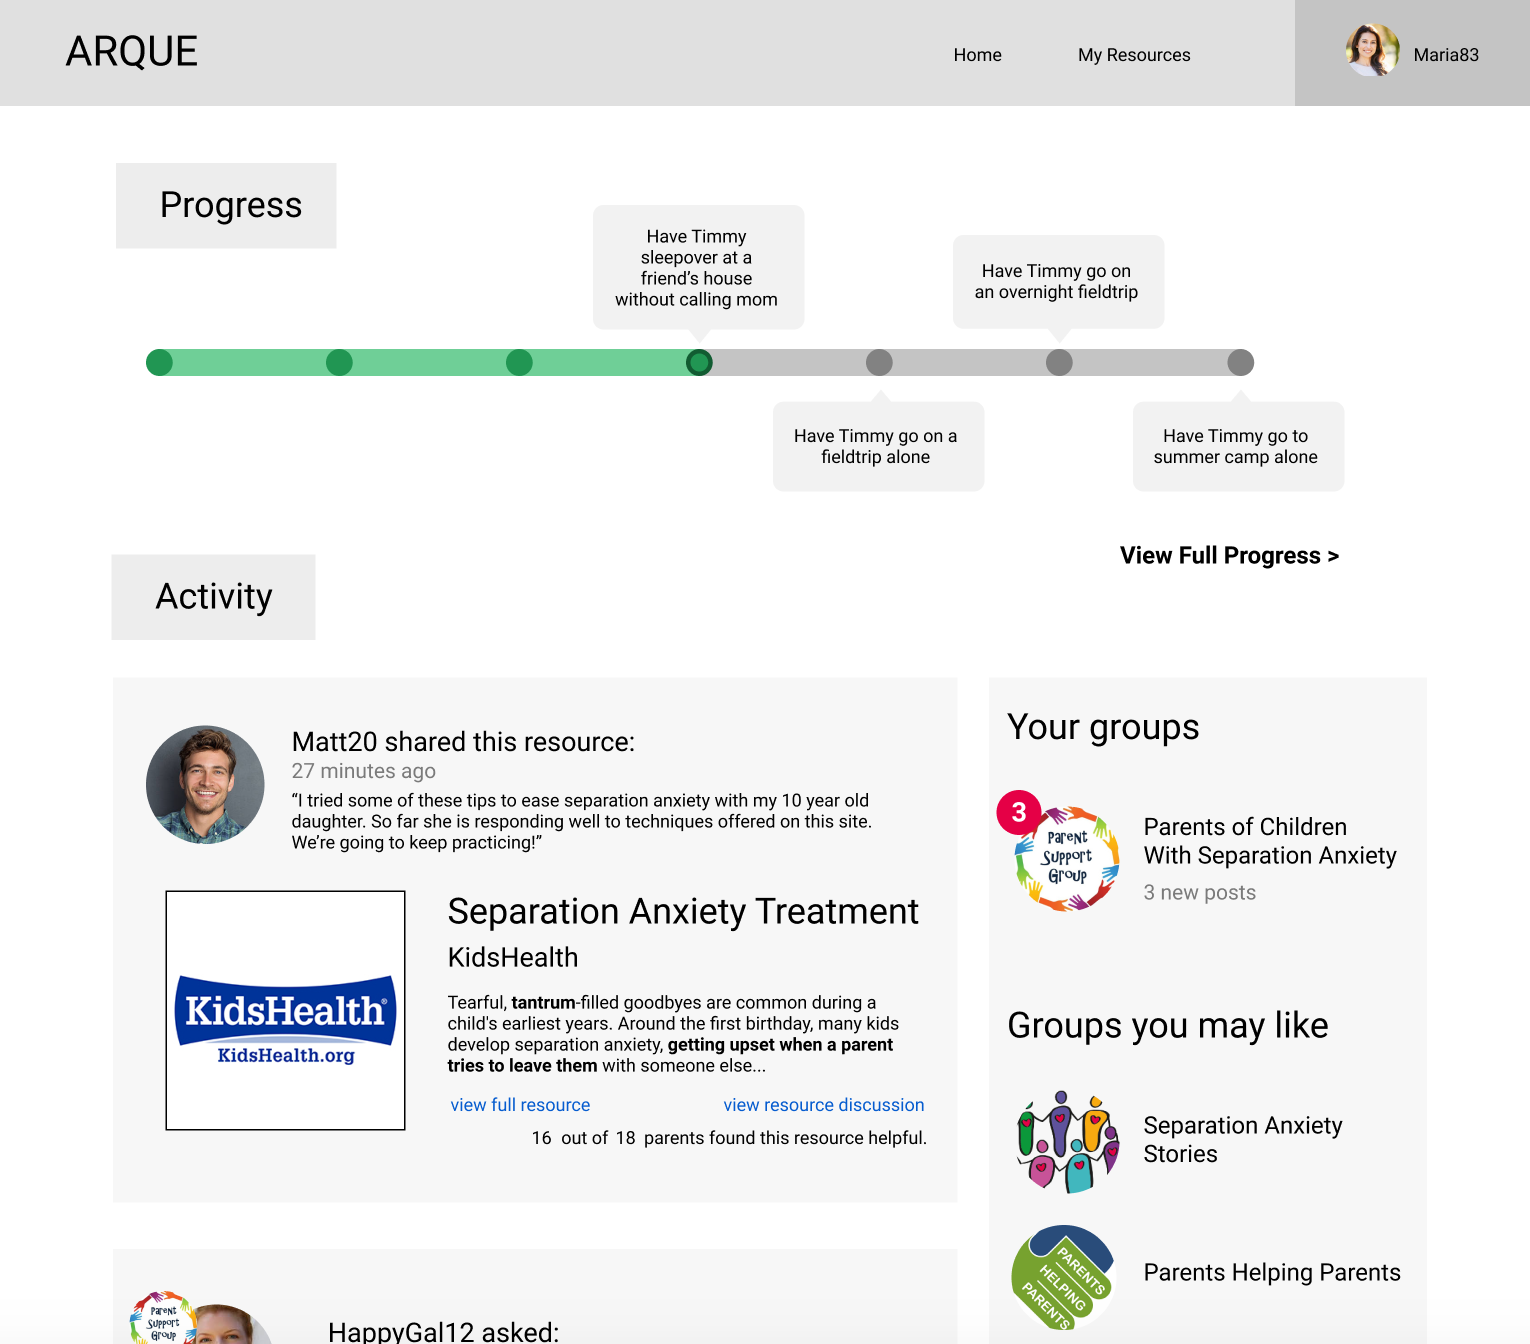 ARQUE
Home
My Resources
Maria83
Progress
Have Timmy
sleepover at a
friend's house
without calling mom
Have Timmy go on
an overnight fieldtrip
Have Timmy go on a
fieldtrip alone
Have Timmy go to
summer camp alone
View Full Progress >
Activity
Matt20 shared this resource:
27 minutes ago
“I tried some of these tips to ease separation anxiety with my 10 year old
daughter. So far she is responding well to techniques offered on this site.
We’re going to keep practicing!”
KidsHealth®
KidsHealth.org
Separation Anxiety Treatment
KidsHealth
Tearful, tantrum-filled goodbyes are common during a
child's earliest years. Around the first birthday, many kids
develop separation anxiety, getting upset when a parent
tries to leave them with someone else...
view full resource
view resource discussion
16 out of 18 parents found this resource helpful.
Your groups
3
Parent
Support
Group
Parents of Children
With Separation Anxiety
3 new posts
Groups you may like
Separation Anxiety
Stories
PARENTS
HELPING
PARENTS
Parents Helping Parents
Parent
Support
Group
HappyGal12 asked: